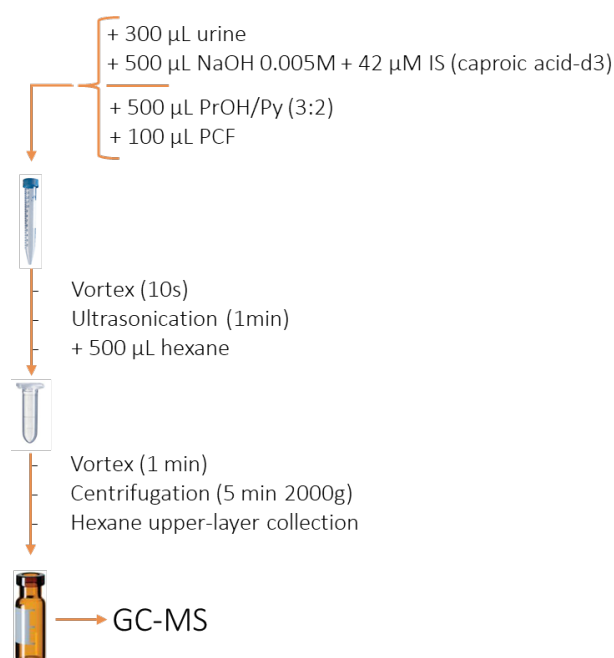 + 300 µL urine
+ 500 µL NaOH 0.005M + 42 µM IS (caproic acid-d3)
+ 500 µL PrOH/Py (3:2)
+ 100 µL PCF
Vortex (10s)
Ultrasonication (1min)
+ 500 µL hexane
Vortex (1 min)
Centrifugation (5 min 2000g)
Hexane upper-layer collection
GC-MS